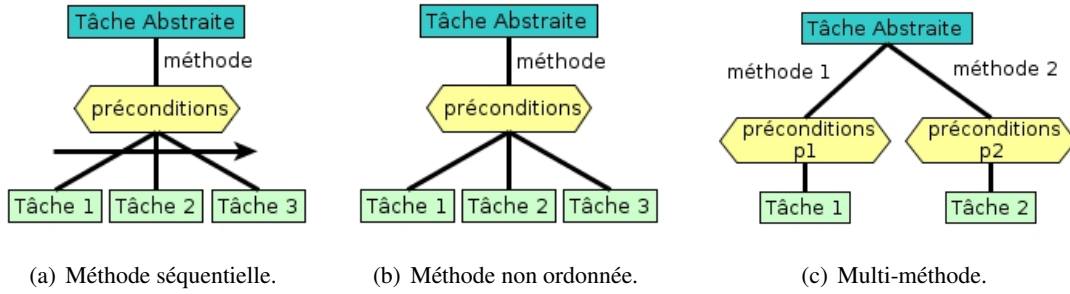 Tâche Abstraite
méthode
préconditions
Tâche 1
Tâche 2
Tâche 3
(a) Méthode séquentielle.
Tâche Abstraite
méthode
préconditions
Tâche 1
Tâche 2
Tâche 3
(b) Méthode non ordonnée.
Tâche Abstraite
méthode 1
méthode 2
préconditions
p1
préconditions
p2
Tâche 1
Tâche 2
(c) Multi-méthode.